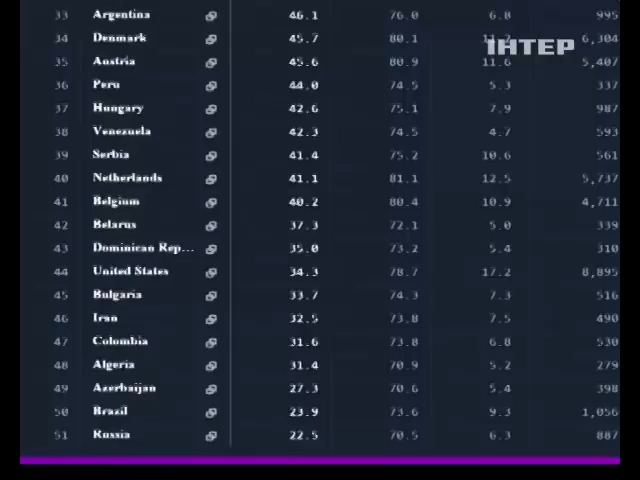 33 Argentina 46.1 76.0 6.8 995
34 Denmark 45.7 80.1 6,304
ІНТЕР
35 Austria 45.6 80.9 11.6 5,407
36 Peru 44.0 74.5 5.3 337
37 Hungary 42.6 75.1 7.9 987
38 Venezuela 42.3 74.5 4.7 593
39 Serbia 41.4 75.2 10.6 561
40 Netherlands 41.1 81.1 12.5 5,737
41 Belgium 40.2 80.4 10.9 4,711
42 Belarus 37.3 72.1 5.0 339
43 Dominican Rep... 35.0 73.2 5.4 310
44 United States 34.3 78.7 17.2 8,895
45 Bulgaria 33.7 74.3 7.3 516
46 Iran 32.5 73.8 7.5 490
47 Colombia 31.6 73.8 6.8 530
48 Algeria 31.4 70.9 5.2 279
49 Azerbaijan 27.3 70.6 5.4 398
50 Brazil 23.9 73.6 9.3 1,056
51 Russia 22.5 70.5 6.3 887